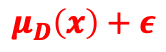 μ_D(x) + ϵ